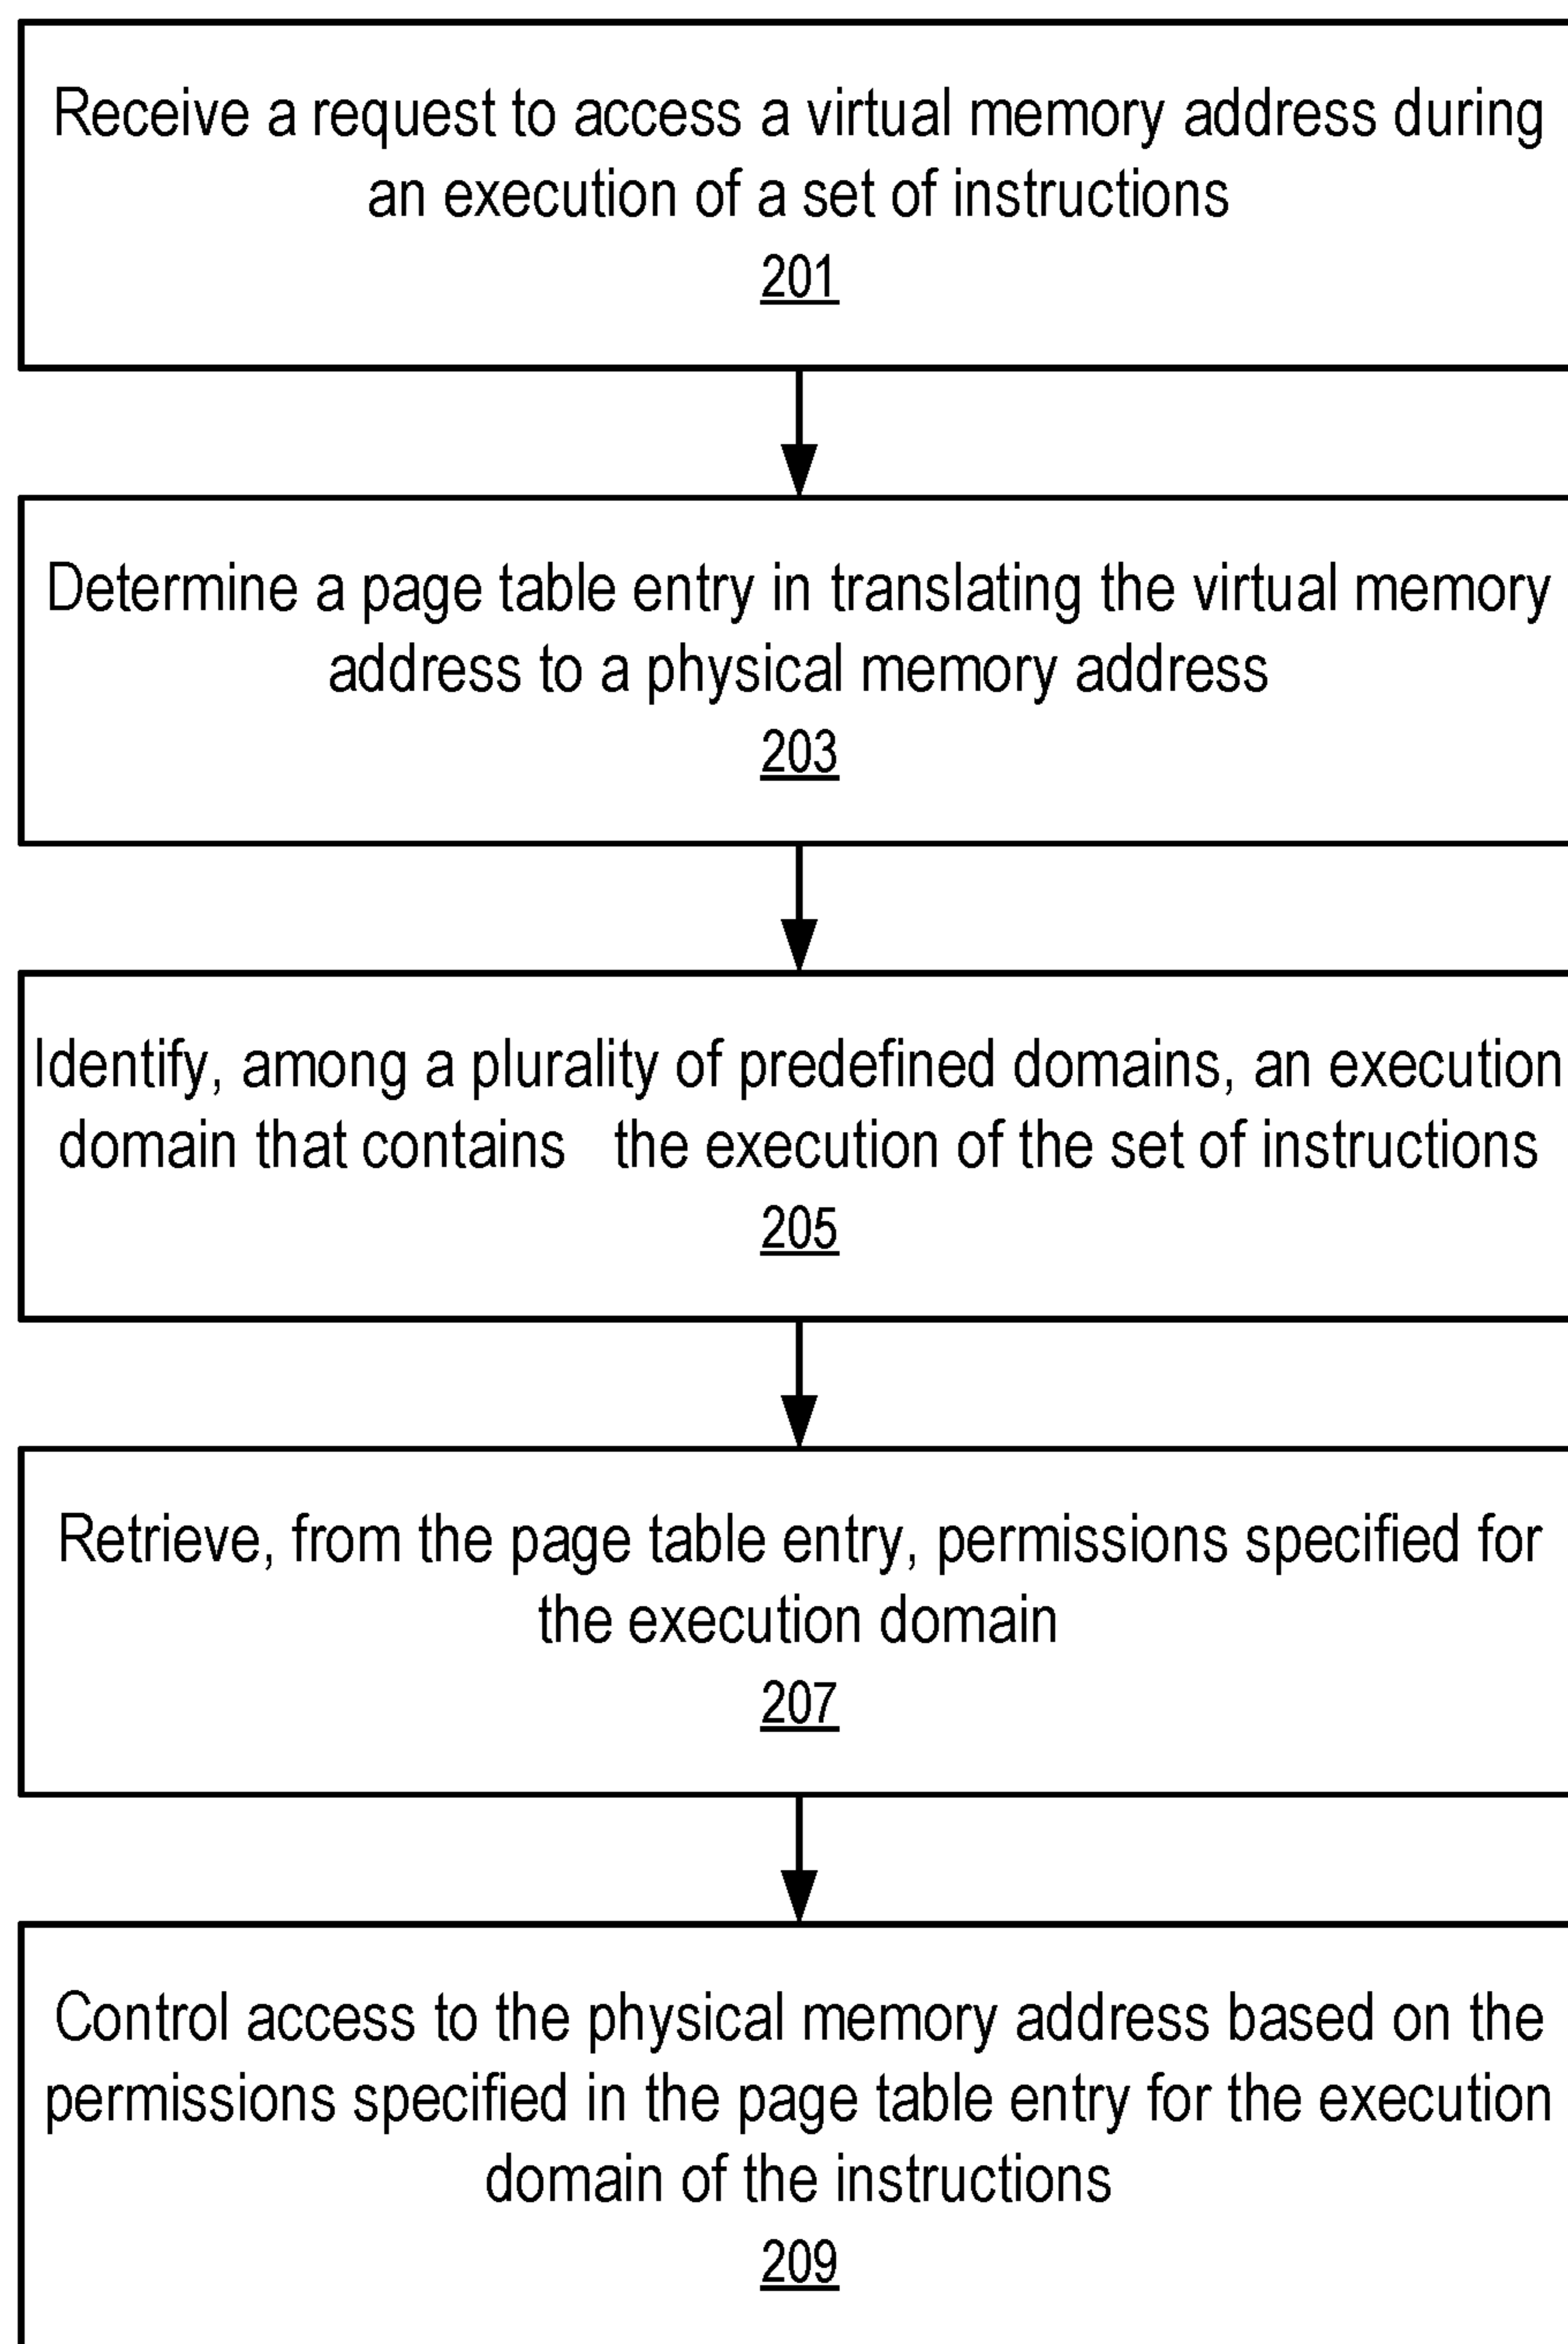 Receive a request to access a virtual memory address during
an execution of a set of instructions
201
Determine a page table entry in translating the virtual memory
address to a physical memory address
203
Identify, among a plurality of predefined domains, an execution
domain that contains the execution of the set of instructions
205
Retrieve, from the page table entry, permissions specified for
the execution domain
207
Control access to the physical memory address based on the
permissions specified in the page table entry for the execution
domain of the instructions
209